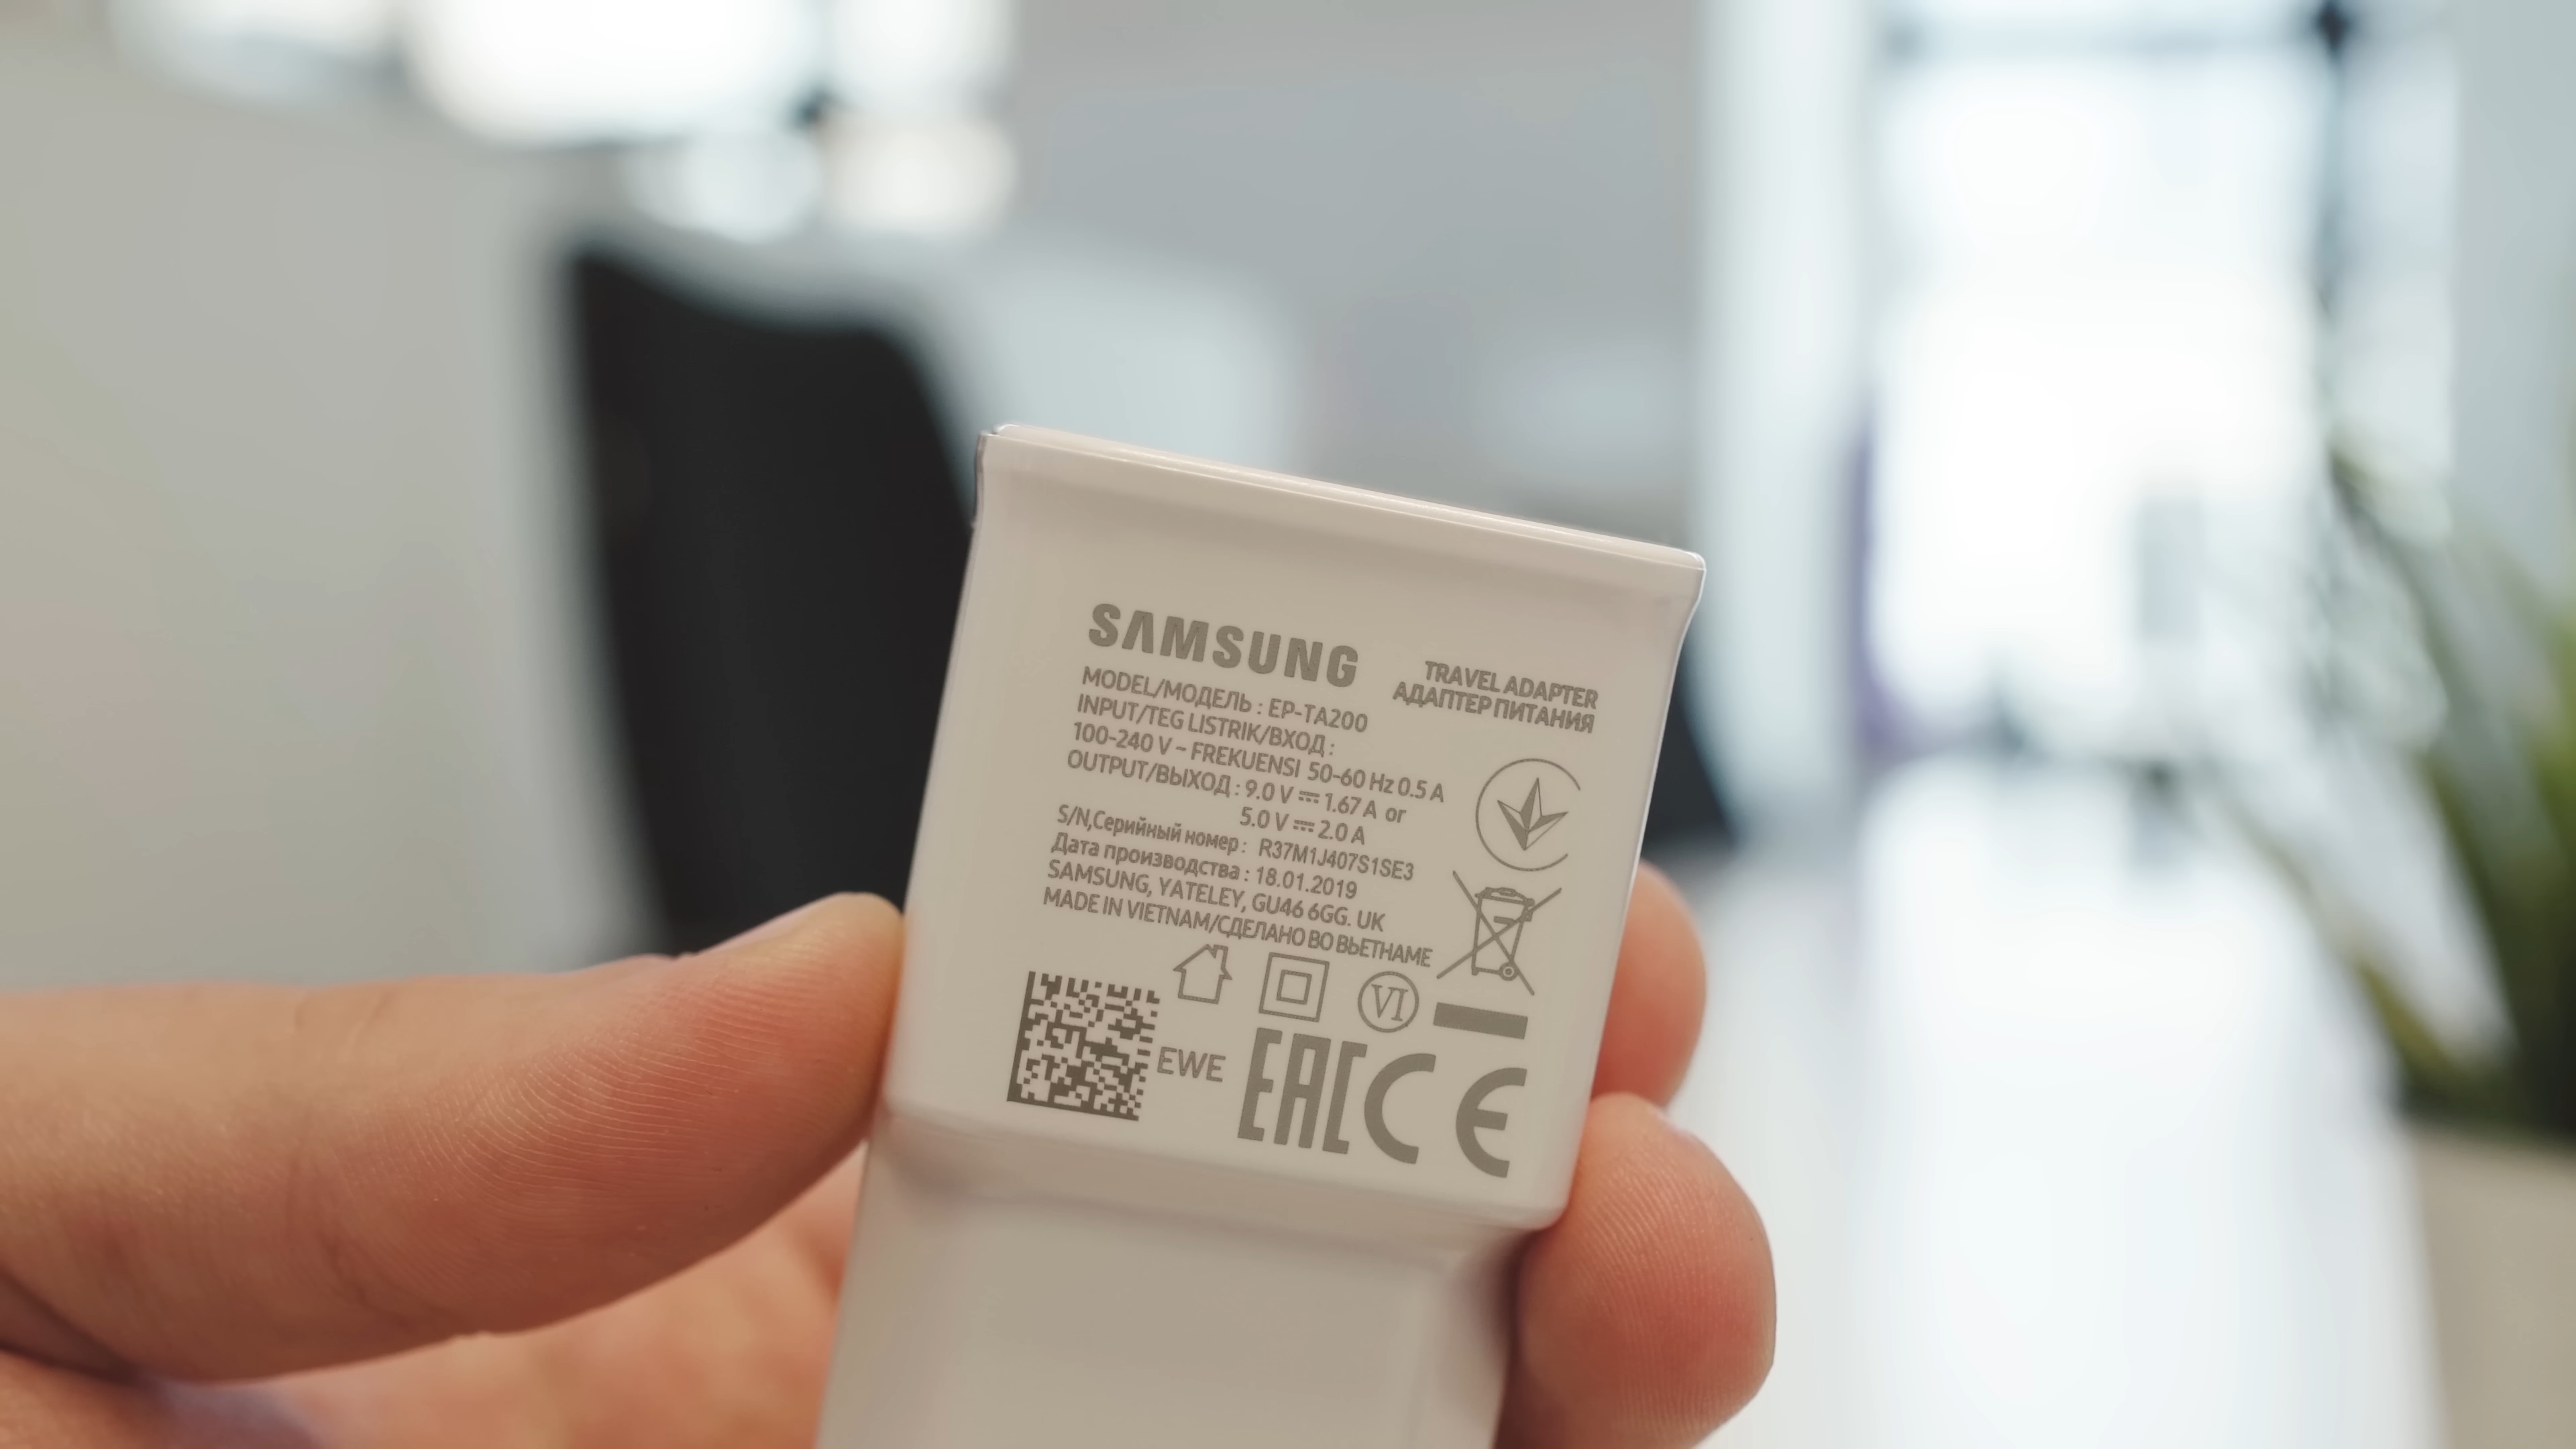 SAMSUNG
TRAVEL ADAPTER
АДАПТЕР ПИТАНИЯ
MODEL/МОДЕЛЬ : EP-TA200
INPUT/TEG LISTRIK/ВХОД :
100-240 V ~ FREKUENSI 50-60 Hz 0.5 A
OUTPUT/ВЫХОД : 9.0 V ⎓ 1.67 A or
5.0 V ⎓ 2.0 A
S/N,Серийный номер : R37M1J407S1SE3
Дата производства : 18.01.2019
SAMSUNG, YATELEY, GU46 6GG. UK
MADE IN VIETNAM/СДЕЛАНО ВО ВЬЕТНАМЕ
VI
EWE
EAC CE